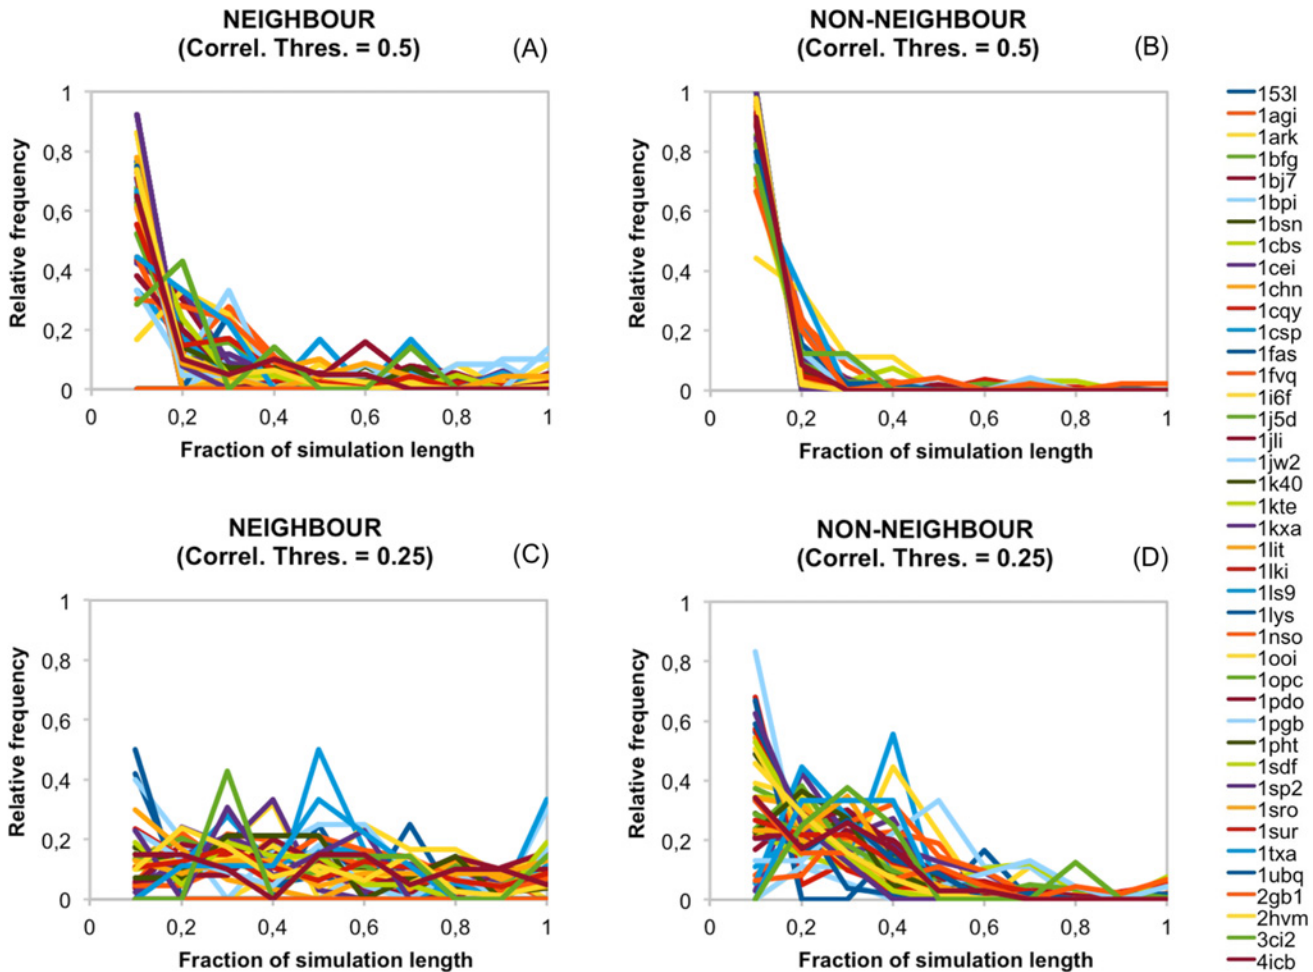 NEIGHBOUR
(Correl. Thres. = 0.5)
(A)
1
0,8
0,6
0,4
0,2
0
Relative frequency
0
0,2
0,4
0,6
0,8
1
Fraction of simulation length
NON-NEIGHBOUR
(Correl. Thres. = 0.5)
(B)
1
0,8
0,6
0,4
0,2
0
Relative frequency
0
0,2
0,4
0,6
0,8
1
Fraction of simulation length
NEIGHBOUR
(Correl. Thres. = 0.25)
(C)
1
0,8
0,6
0,4
0,2
0
Relative frequency
0
0,2
0,4
0,6
0,8
1
Fraction of simulation length
NON-NEIGHBOUR
(Correl. Thres. = 0.25)
(D)
1
0,8
0,6
0,4
0,2
0
Relative frequency
0
0,2
0,4
0,6
0,8
1
Fraction of simulation length
153l
1agi
1ark
1bfg
1bj7
1bpi
1bsn
1cbs
1cei
1chn
1cqy
1csp
1fas
1fvq
1i6f
1j5d
1jli
1jw2
1k40
1kte
1kxa
1lit
1lki
1ls9
1lys
1nso
1ooi
1opc
1pdo
1pgb
1pht
1sdf
1sp2
1sro
1sur
1txa
1ubq
2gb1
2hvm
3ci2
4icb